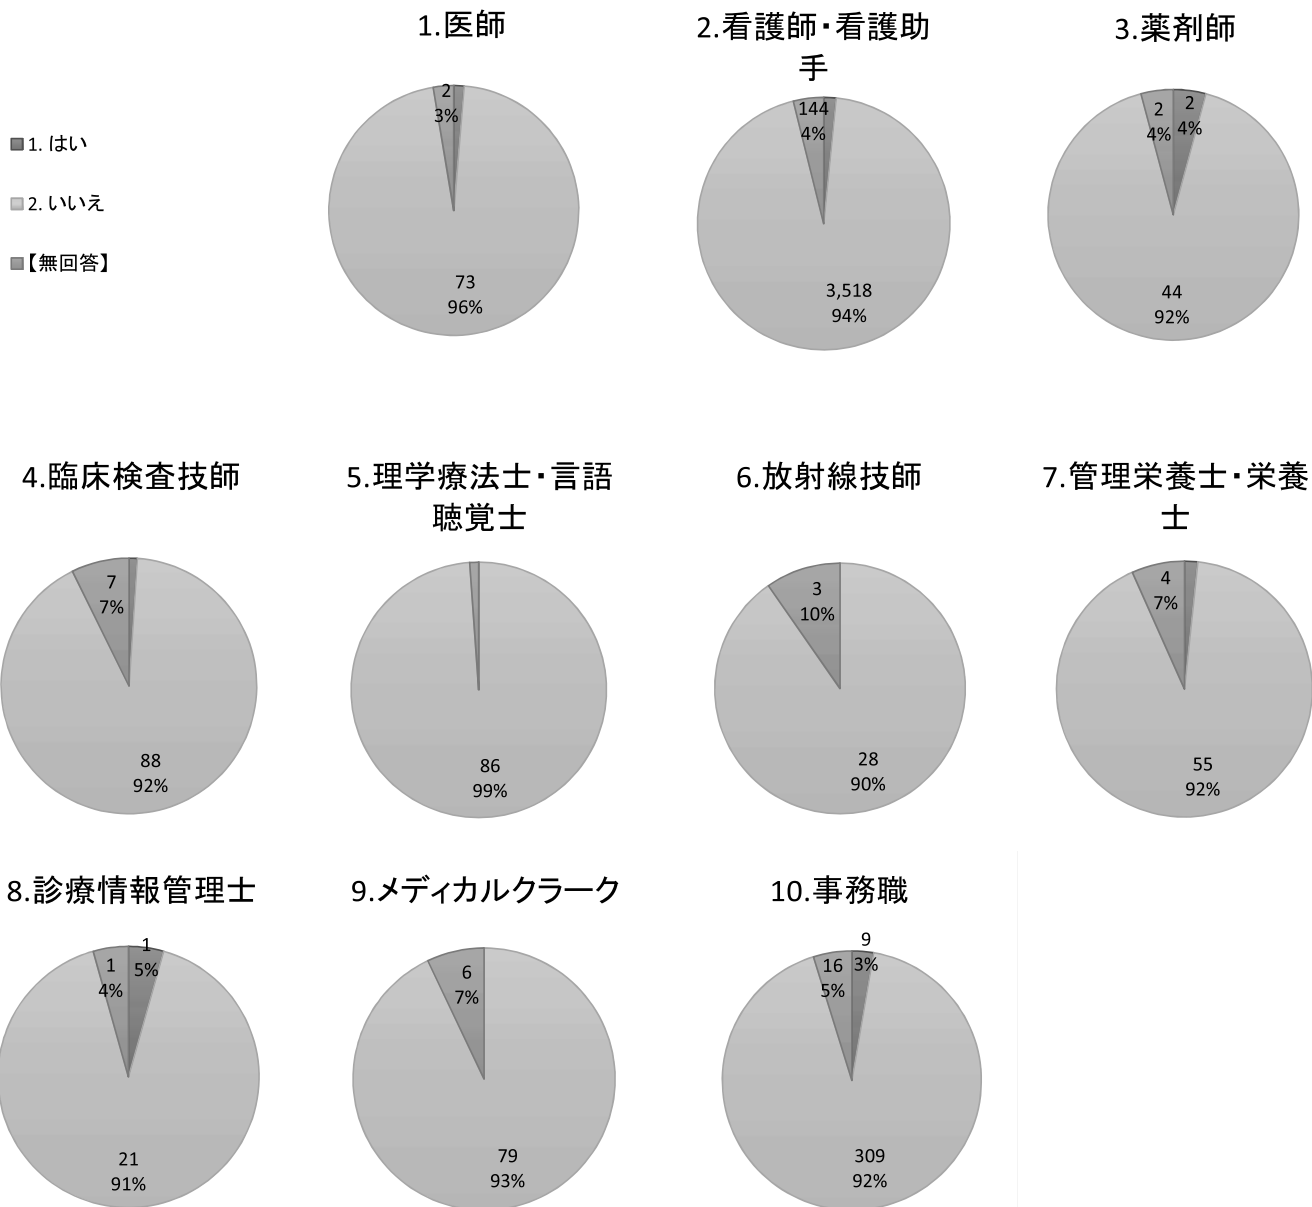 1.医師
2.看護師・看護助
手
3.薬剤師
1. はい
2. いいえ
【無回答】
2
3%
73
96%
144
4%
3,518
94%
2
4%
2
4%
44
92%
4.臨床検査技師
5.理学療法士・言語
聴覚士
6.放射線技師
7.管理栄養士・栄養
士
7
7%
88
92%
86
99%
3
10%
28
90%
4
7%
55
92%
8.診療情報管理士
9.メディカルクラーク
10.事務職
1
4%
1
5%
21
91%
6
7%
79
93%
16
5%
9
3%
309
92%